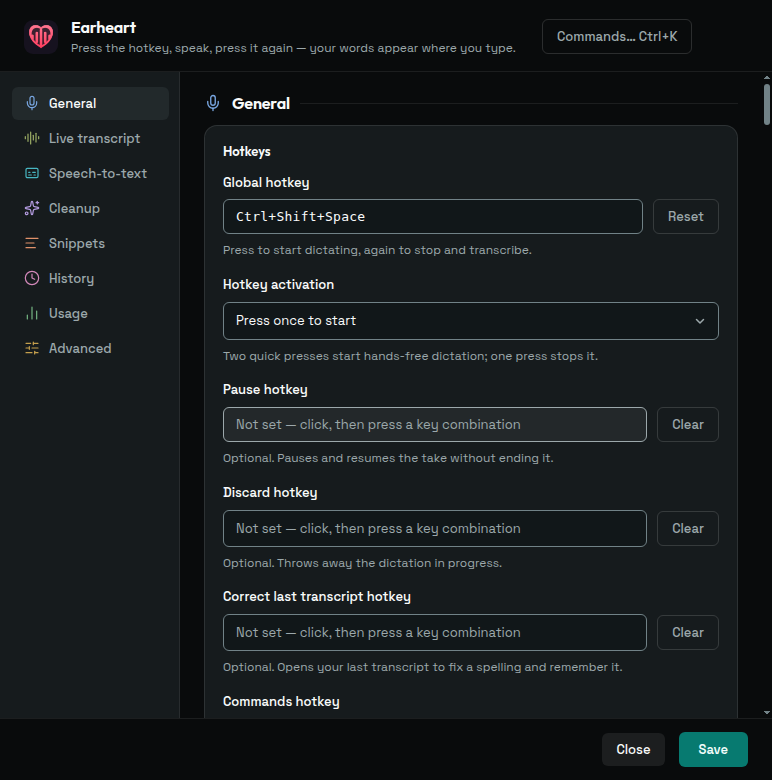 Earheart
Press the hotkey, speak, press it again — your words appear where you type.
Commands... Ctrl+K
General
Live transcript
Speech-to-text
Cleanup
Snippets
History
Usage
Advanced
General
Hotkeys
Global hotkey
Ctrl+Shift+Space
Reset
Press to start dictating, again to stop and transcribe.
Hotkey activation
Press once to start
Two quick presses start hands-free dictation; one press stops it.
Pause hotkey
Not set — click, then press a key combination
Clear
Optional. Pauses and resumes the take without ending it.
Discard hotkey
Not set — click, then press a key combination
Clear
Optional. Throws away the dictation in progress.
Correct last transcript hotkey
Not set — click, then press a key combination
Clear
Optional. Opens your last transcript to fix a spelling and remember it.
Commands hotkey
Close
Save